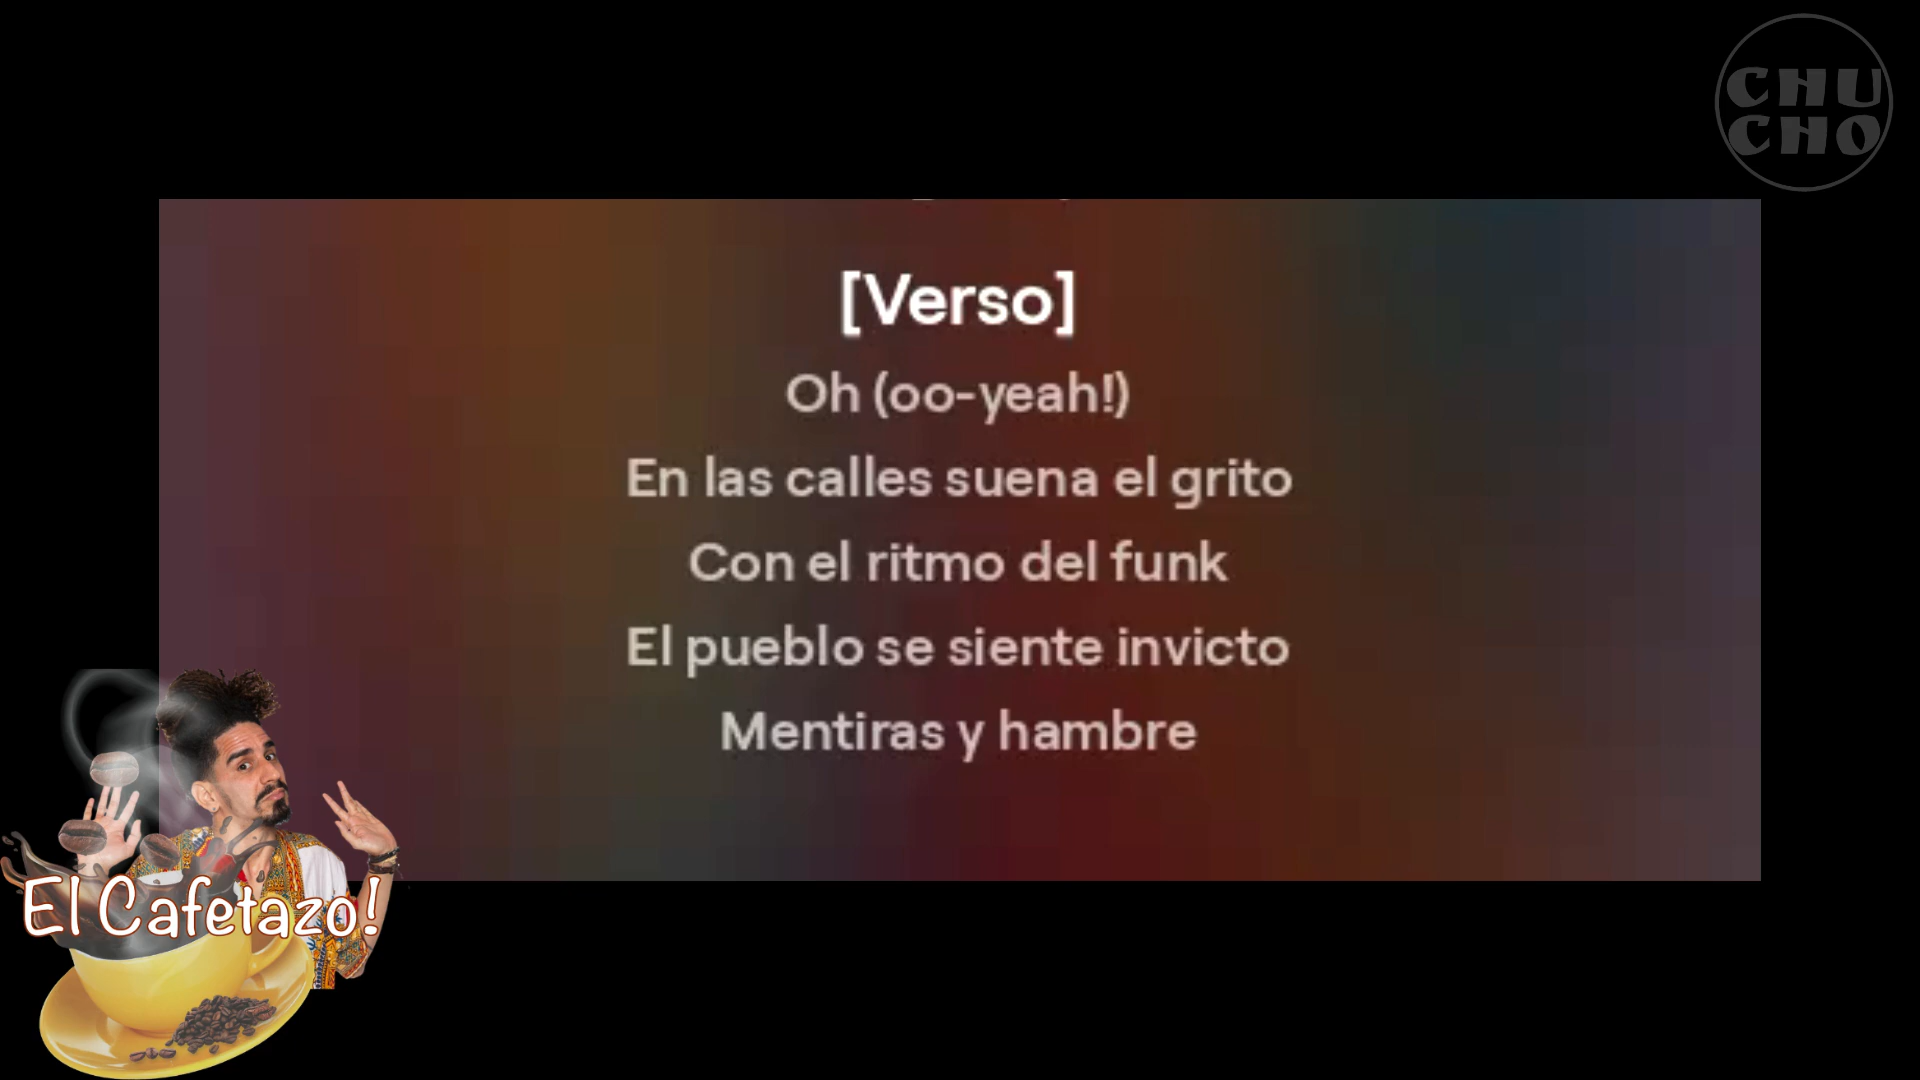 CHU
CHO
[Verso]
Oh (oo-yeah!)
En las calles suena el grito
Con el ritmo del funk
El pueblo se siente invicto
Mentiras y hambre
El Cafetazo!